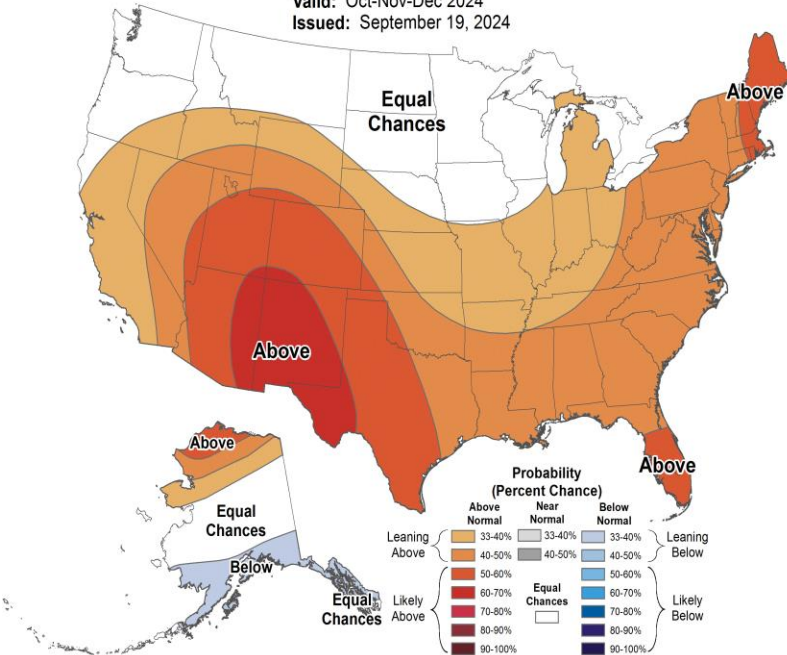 Valid: Oct-Nov-Dec 2024
Issued: September 19, 2024
Equal
Chances
Above
Above
Above
Above
Equal
Chances
Below
Equal
Chances
Probability
(Percent Chance)
Above
Normal
Near
Normal
Below
Normal
Leaning
Above
33-40%
33-40%
33-40%
Leaning
Below
40-50%
40-50%
40-50%
Likely
Above
50-60%
50-60%
Likely
Below
60-70%
Equal
Chances
60-70%
70-80%
70-80%
80-90%
80-90%
90-100%
90-100%